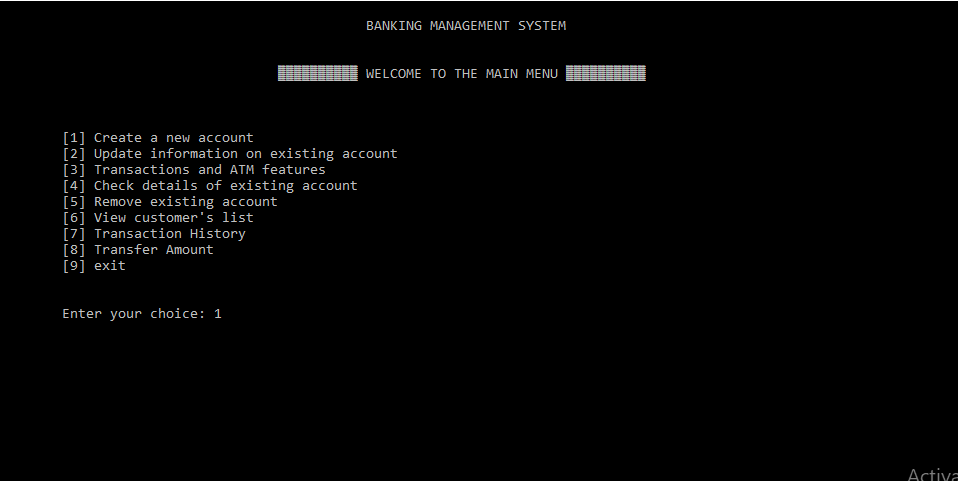 BANKING MANAGEMENT SYSTEM
WELCOME TO THE MAIN MENU
[1] Create a new account
[2] Update information on existing account
[3] Transactions and ATM features
[4] Check details of existing account
[5] Remove existing account
[6] View customer's list
[7] Transaction History
[8] Transfer Amount
[9] exit
Enter your choice: 1